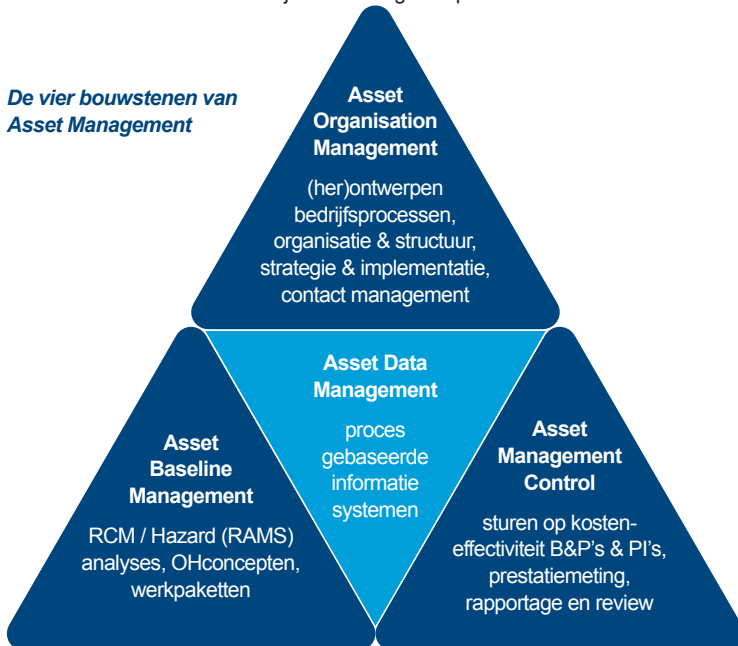 De vier bouwstenen van
Asset Management
Asset
Organisation
Management
(her)ontwerpen
bedrijfsprocessen,
organisatie & structuur,
strategie & implementatie,
contact management
Asset Data
Management
proces
gebaseerde
informatie
systemen
Asset
Baseline
Management
RCM / Hazard (RAMS)
analyses, OHconcepten,
werkpaketten
Asset
Management
Control
sturen op kosten-
effectiviteit B&P's & PI's,
prestatiemeting,
rapportage en review